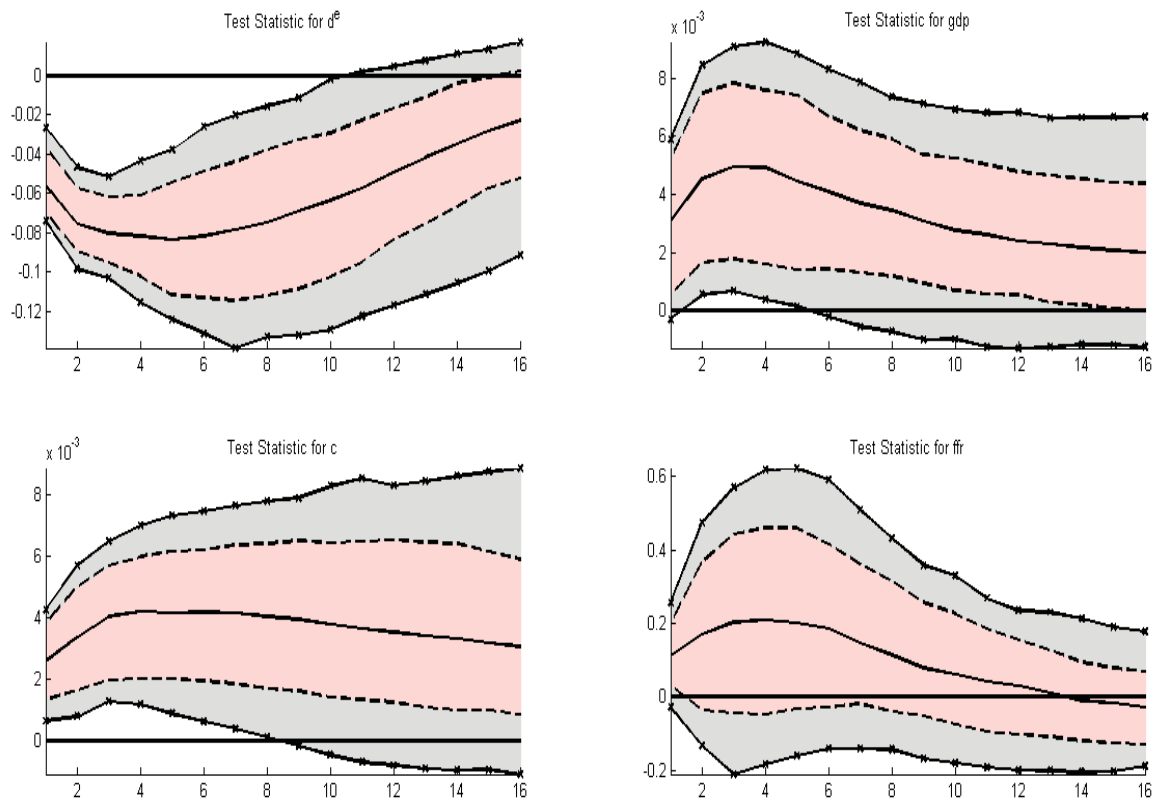 Test Statistic for dᵉ
0
-0.02
-0.04
-0.06
-0.08
-0.1
-0.12
2 4 6 8 10 12 14 16
Test Statistic for gdp
x 10⁻³
8
6
4
2
0
2 4 6 8 10 12 14 16
Test Statistic for c
x 10⁻³
8
6
4
2
0
2 4 6 8 10 12 14 16
Test Statistic for ffr
0.6
0.4
0.2
0
-0.2
2 4 6 8 10 12 14 16